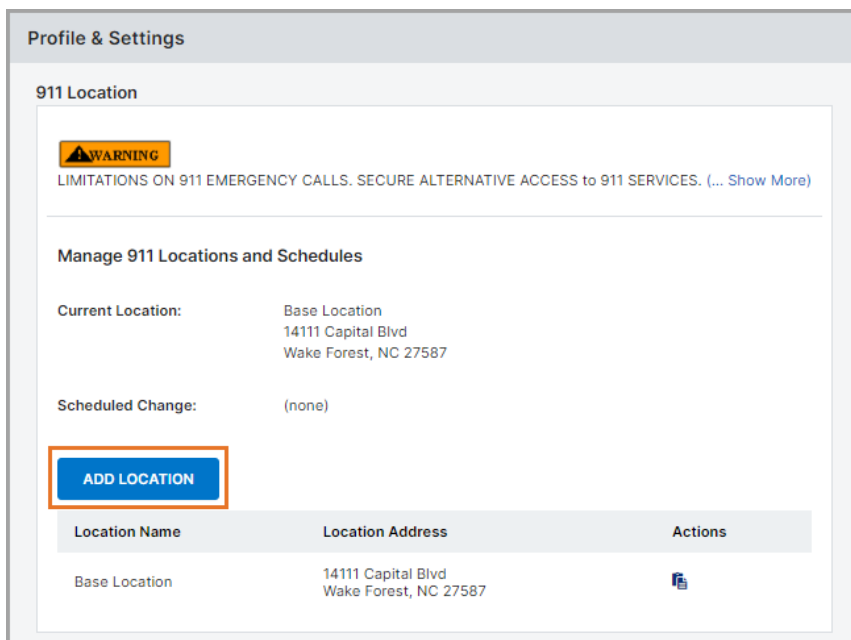 Profile & Settings
911 Location
WARNING
LIMITATIONS ON 911 EMERGENCY CALLS. SECURE ALTERNATIVE ACCESS to 911 SERVICES. (... Show More)
Manage 911 Locations and Schedules
Current Location: Base Location
14111 Capital Blvd
Wake Forest, NC 27587
Scheduled Change: (none)
ADD LOCATION
Location Name Location Address Actions
Base Location 14111 Capital Blvd
Wake Forest, NC 27587